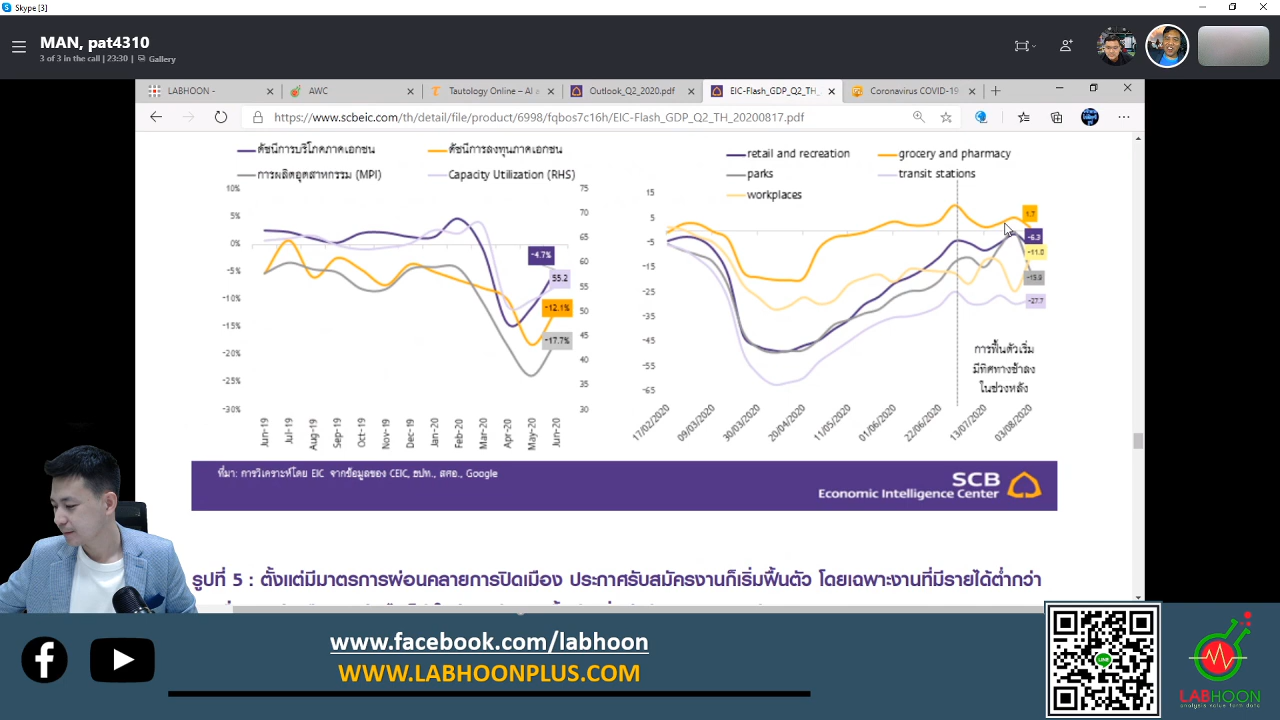 Skype [3]
MAN, pat4310
3 of 3 in the call | 23:30 | Gallery
LABHOON -
AWC
Tautology Online – AI a
Outlook_Q2_2020.pdf
EIC-Flash_GDP_Q2_TH_
Coronavirus COVID-19
https://www.scbeic.com/th/detail/file/product/6998/fqbos7c16h/EIC-Flash_GDP_Q2_TH_20200817.pdf
ดัชนีการบริโภคภาคเอกชน
ดัชนีการลงทุนภาคเอกชน
การผลิตอุตสาหกรรม (MPI)
Capacity Utilization (RHS)
10%
5%
0%
-5%
-10%
-15%
-20%
-25%
-30%
75
70
65
60
55
50
45
40
35
30
-4.7%
55.2
-12.1%
-17.7%
Jun-19
Jul-19
Aug-19
Sep-19
Oct-19
Nov-19
Dec-19
Jan-20
Feb-20
Mar-20
Apr-20
May-20
Jun-20
retail and recreation
grocery and pharmacy
parks
transit stations
workplaces
15
5
-5
-15
-25
-35
-45
-55
-65
1.7
-6.3
-11.0
-27.7
การฟื้นตัวเริ่ม
มีทิศทางช้าลง
ในช่วงหลัง
17/02/2020
09/03/2020
30/03/2020
20/04/2020
11/05/2020
01/06/2020
22/06/2020
13/07/2020
03/08/2020
ที่มา: การวิเคราะห์โดย EIC จากข้อมูลของ CEIC, ธปท., สศอ., Google
SCB
Economic Intelligence Center
รูปที่ 5 : ตั้งแต่มีมาตรการผ่อนคลายการปิดเมือง ประกาศรับสมัครงานก็เริ่มฟื้นตัว โดยเฉพาะงานที่มีรายได้ต่ำกว่า
www.facebook.com/labhoon
WWW.LABHOONPLUS.COM
LINE
LABHOON
analysis value form data